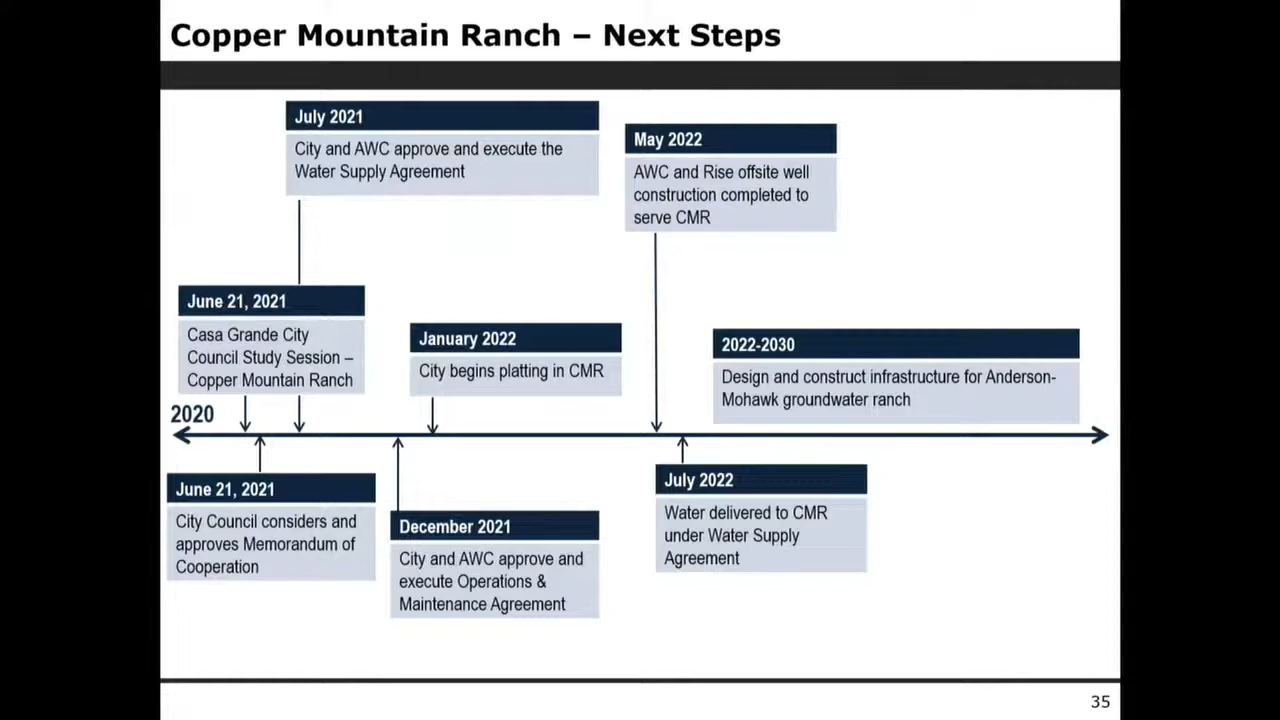 Copper Mountain Ranch – Next Steps
July 2021
City and AWC approve and execute the
Water Supply Agreement
May 2022
AWC and Rise offsite well
construction completed to
serve CMR
June 21, 2021
Casa Grande City
Council Study Session –
Copper Mountain Ranch
January 2022
City begins platting in CMR
2022-2030
Design and construct infrastructure for Anderson-
Mohawk groundwater ranch
2020
June 21, 2021
City Council considers and
approves Memorandum of
Cooperation
December 2021
City and AWC approve and
execute Operations &
Maintenance Agreement
July 2022
Water delivered to CMR
under Water Supply
Agreement
35